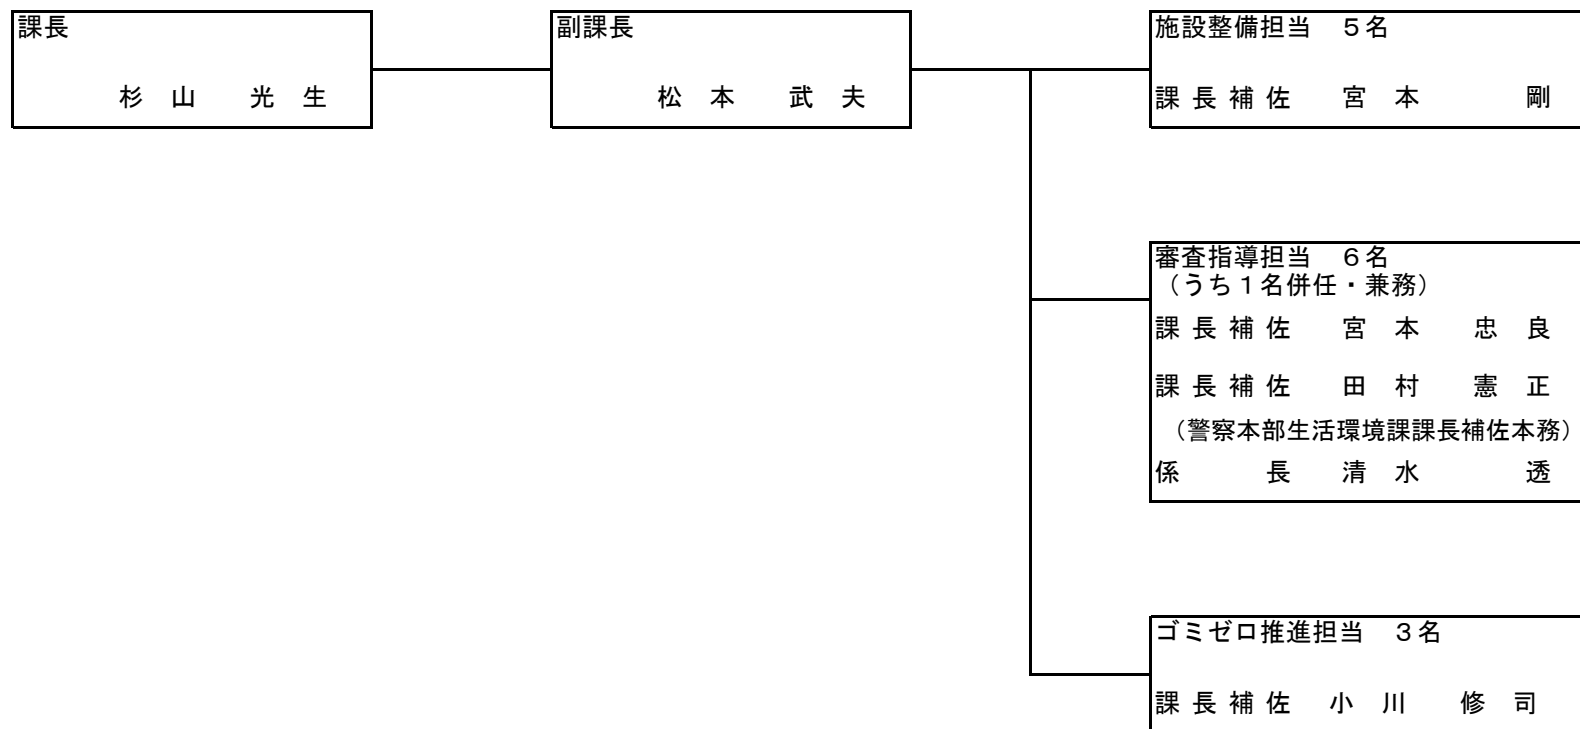 課長
杉山 光生
副課長
松本 武夫
施設整備担当 ５名
課長補佐 宮本 剛
審査指導担当 ６名
（うち１名併任・兼務）
課長補佐 宮本 忠良
課長補佐 田村 憲正
（警察本部生活環境課課長補佐本務）
係長 清水 透
ゴミゼロ推進担当 ３名
課長補佐 小川 修司